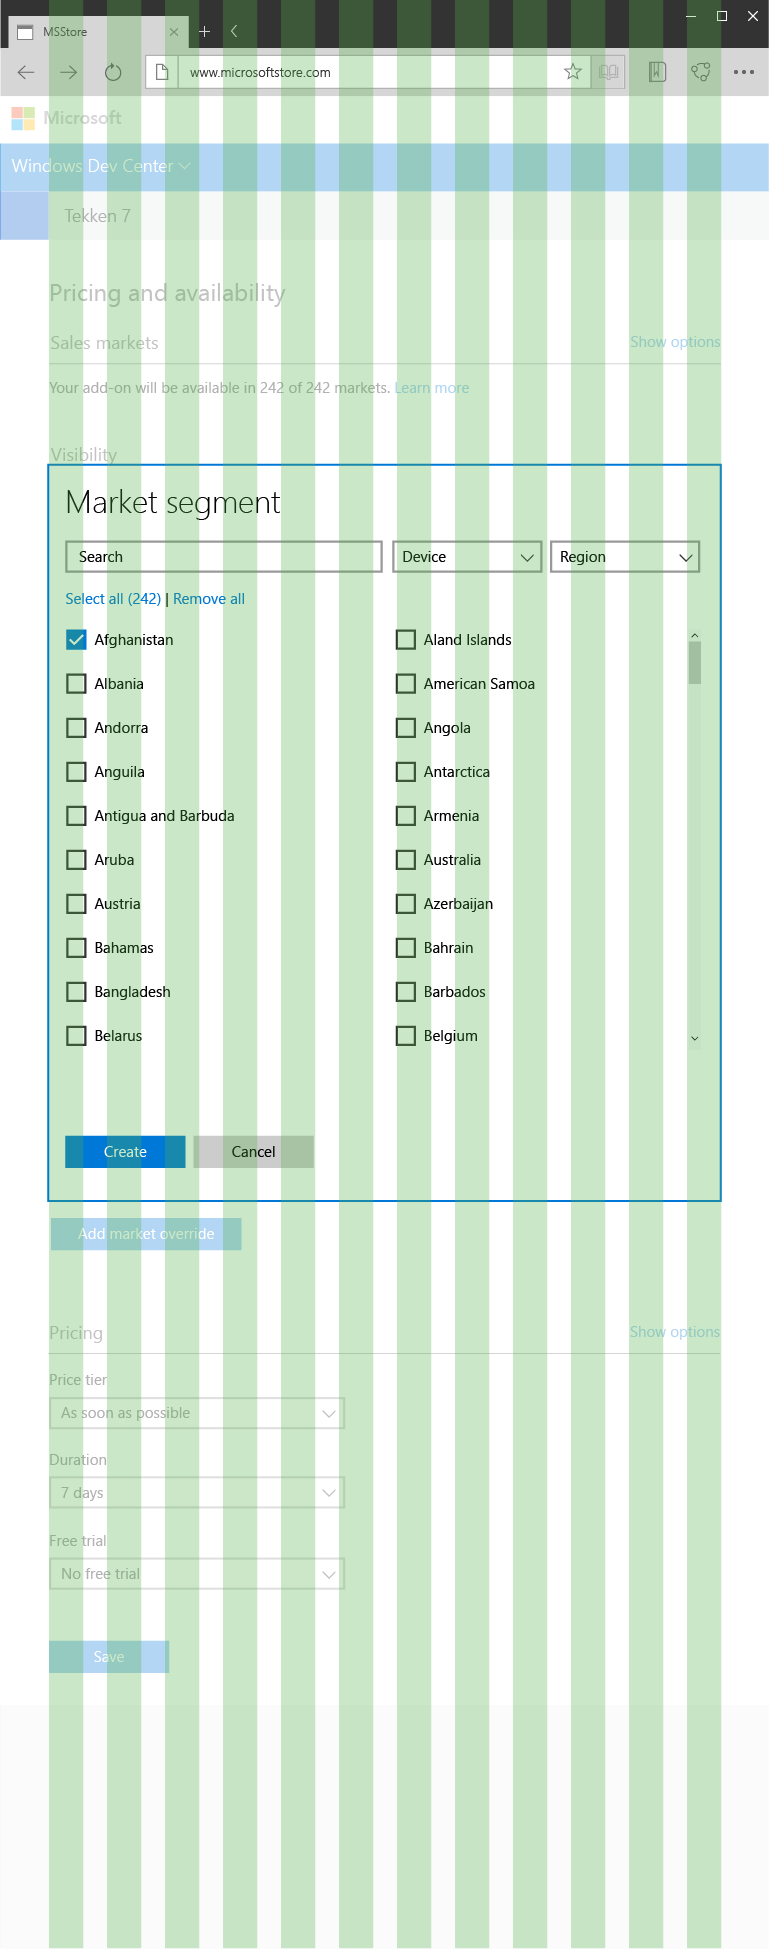 MSStore
www.microsoftstore.com
Microsoft
Windows Dev Center
Tekken 7
Pricing and availability
Sales markets Show options
Your add-on will be available in 242 of 242 markets. Learn more
Visibility
Market segment
Search Device Region
Select all (242) | Remove all
Afghanistan Aland Islands
Albania American Samoa
Andorra Angola
Anguila Antarctica
Antigua and Barbuda Armenia
Aruba Australia
Austria Azerbaijan
Bahamas Bahrain
Bangladesh Barbados
Belarus Belgium
Create Cancel
Add market override
Pricing Show options
Price tier
As soon as possible
Duration
7 days
Free trial
No free trial
Save